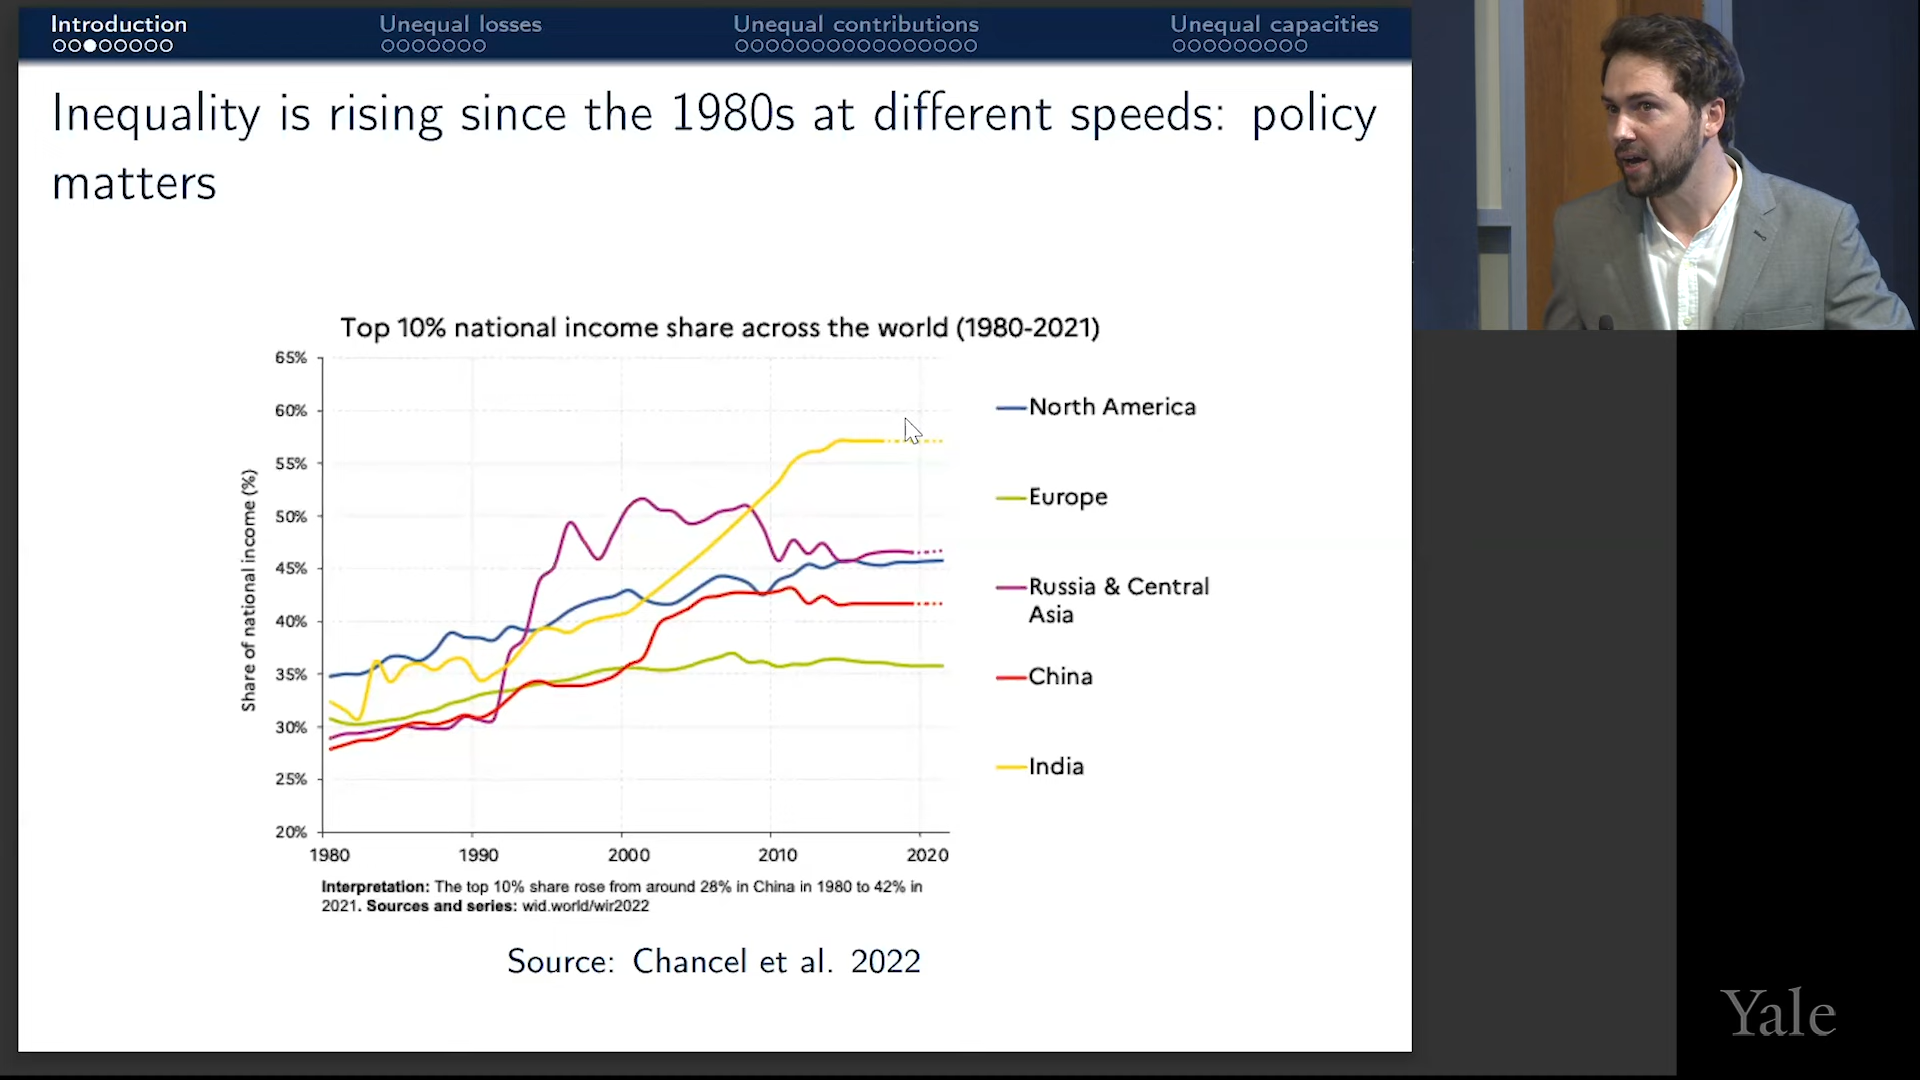 Introduction
Unequal losses
Unequal contributions
Unequal capacities
Inequality is rising since the 1980s at different speeds: policy
matters
Top 10% national income share across the world (1980-2021)
65%
60%
55%
50%
45%
40%
35%
30%
25%
20%
Share of national income (%)
1980
1990
2000
2010
2020
North America
Europe
Russia & Central
Asia
China
India
Interpretation: The top 10% share rose from around 28% in China in 1980 to 42% in
2021. Sources and series: wid.world/wir2022
Source: Chancel et al. 2022
Yale